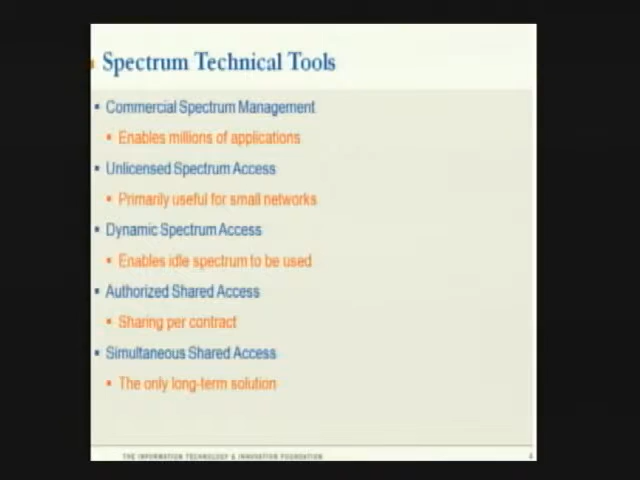 Spectrum Technical Tools
Commercial Spectrum Management
Enables millions of applications
Unlicensed Spectrum Access
Primarily useful for small networks
Dynamic Spectrum Access
Enables idle spectrum to be used
Authorized Shared Access
Sharing per contract
Simultaneous Shared Access
The only long-term solution
THE INFORMATION TECHNOLOGY & INNOVATION FOUNDATION